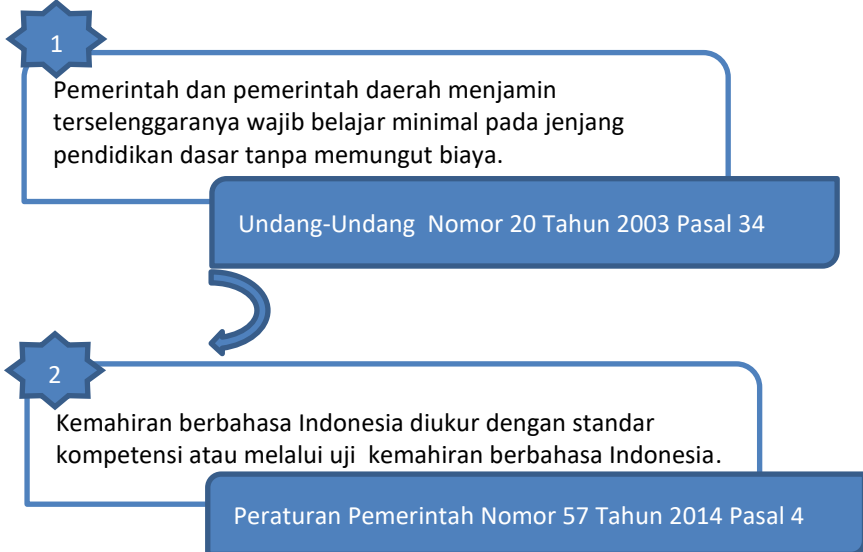 1
Pemerintah dan pemerintah daerah menjamin
terselenggaranya wajib belajar minimal pada jenjang
pendidikan dasar tanpa memungut biaya.
Undang-Undang  Nomor 20 Tahun 2003 Pasal 34
2
Kemahiran berbahasa Indonesia diukur dengan standar
kompetensi atau melalui uji  kemahiran berbahasa Indonesia.
Peraturan Pemerintah Nomor 57 Tahun 2014 Pasal 4